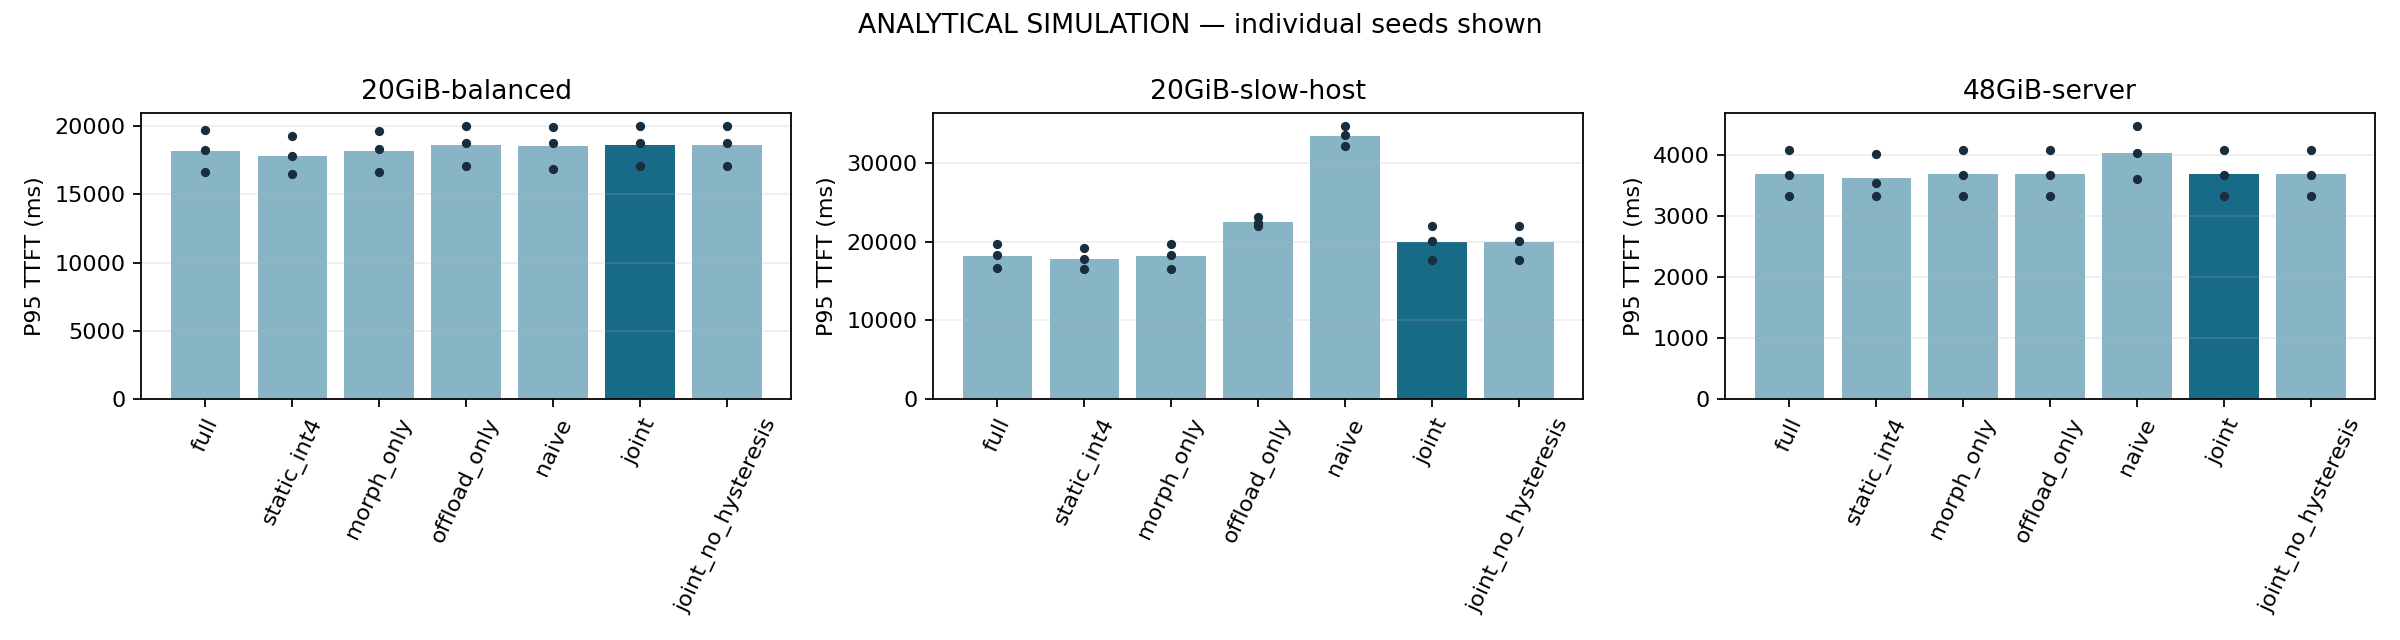 ANALYTICAL SIMULATION — individual seeds shown
20GiB-balanced
P95 TTFT (ms)
20000
15000
10000
5000
0
full
static_int4
morph_only
offload_only
naive
joint
joint_no_hysteresis
20GiB-slow-host
P95 TTFT (ms)
30000
20000
10000
0
full
static_int4
morph_only
offload_only
naive
joint
joint_no_hysteresis
48GiB-server
P95 TTFT (ms)
4000
3000
2000
1000
0
full
static_int4
morph_only
offload_only
naive
joint
joint_no_hysteresis